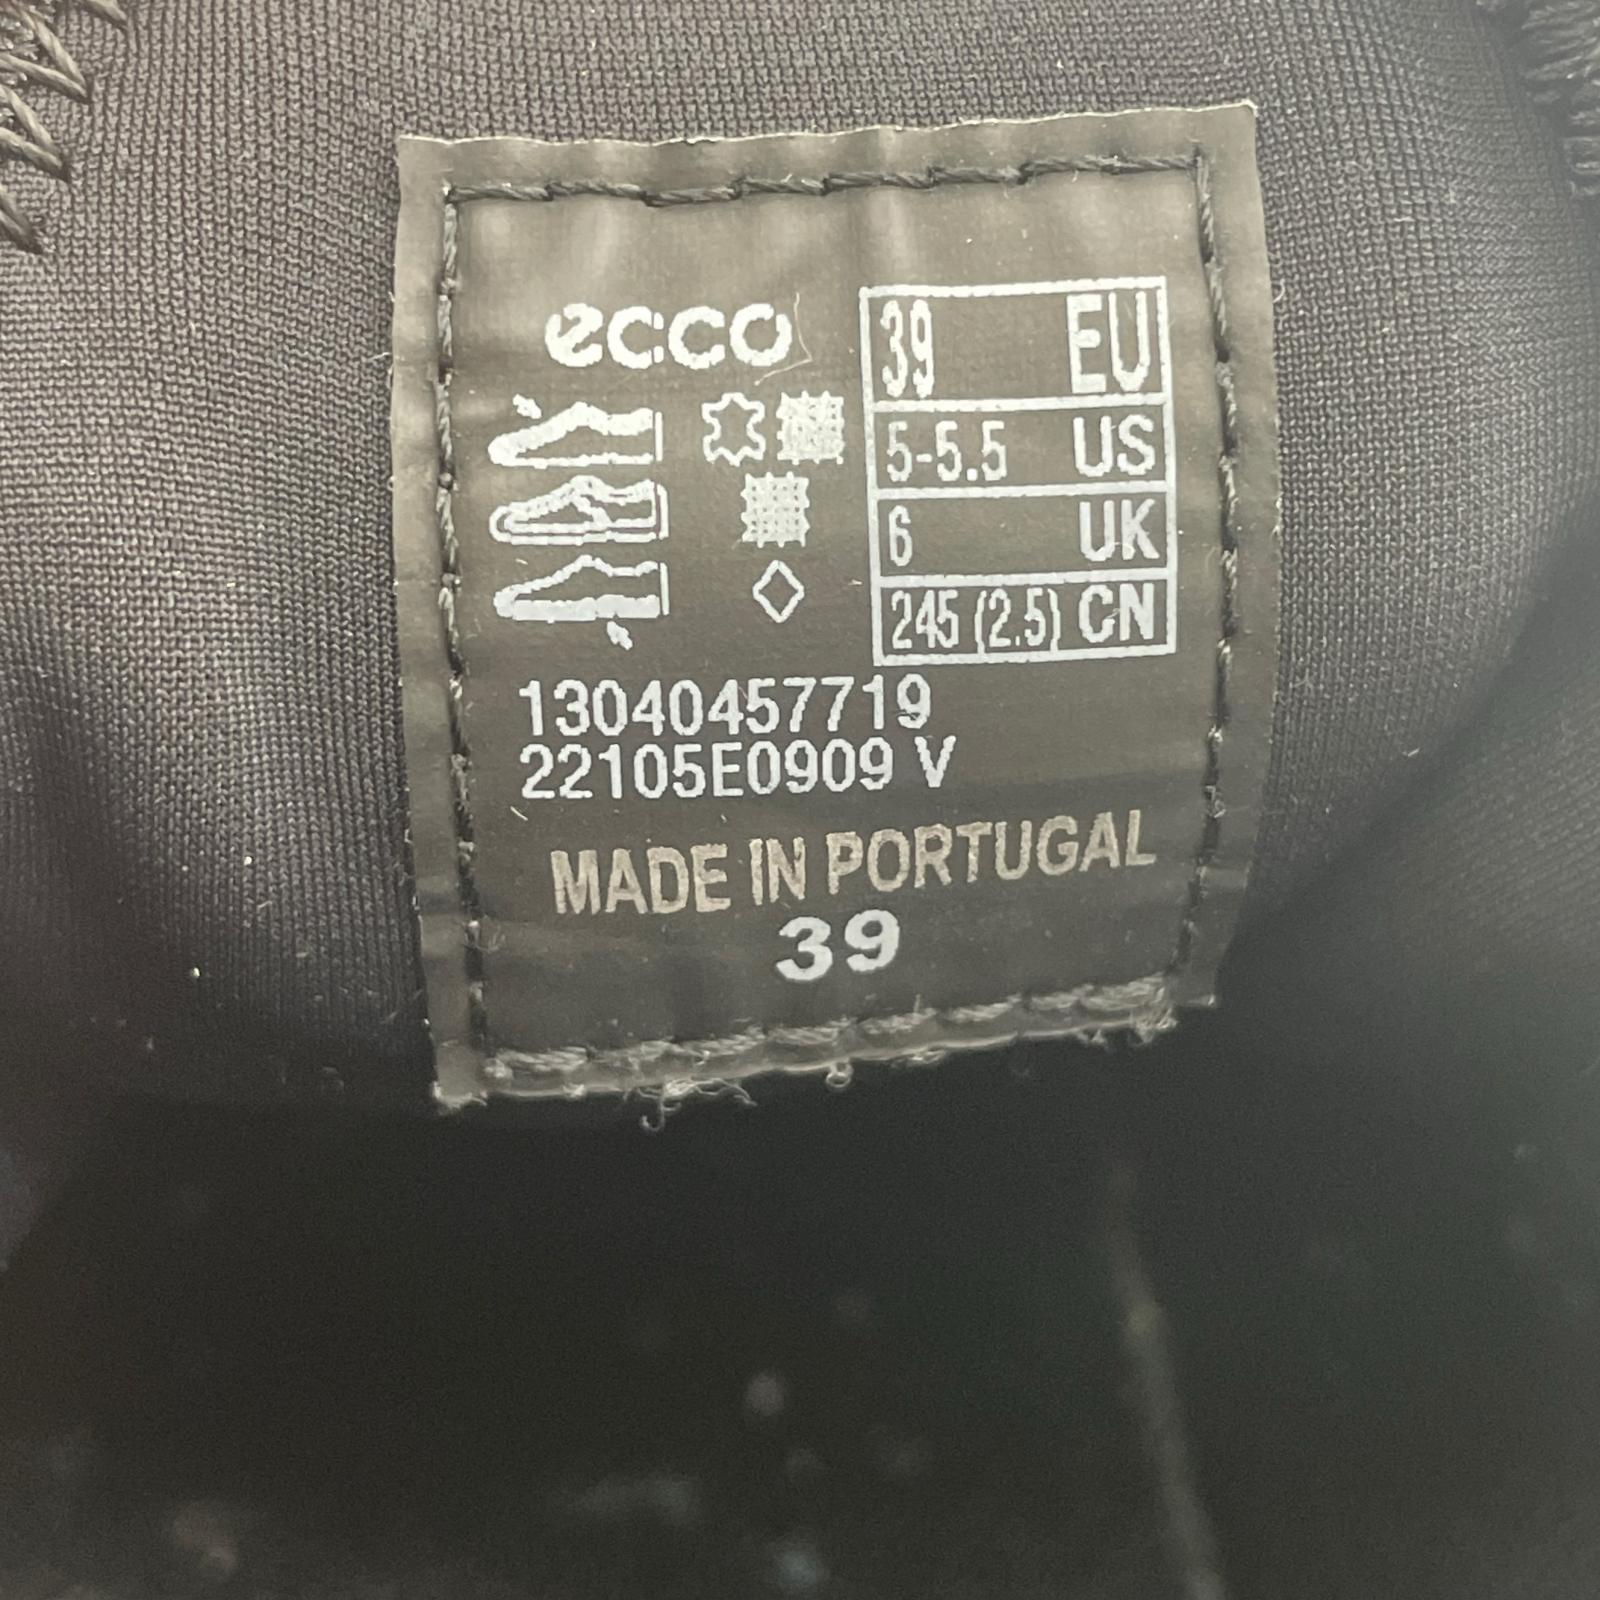 ecco
39 EU
5-5.5 US
6 UK
245 (2.5) CN
13040457719
22105E0909 V
MADE IN PORTUGAL
39